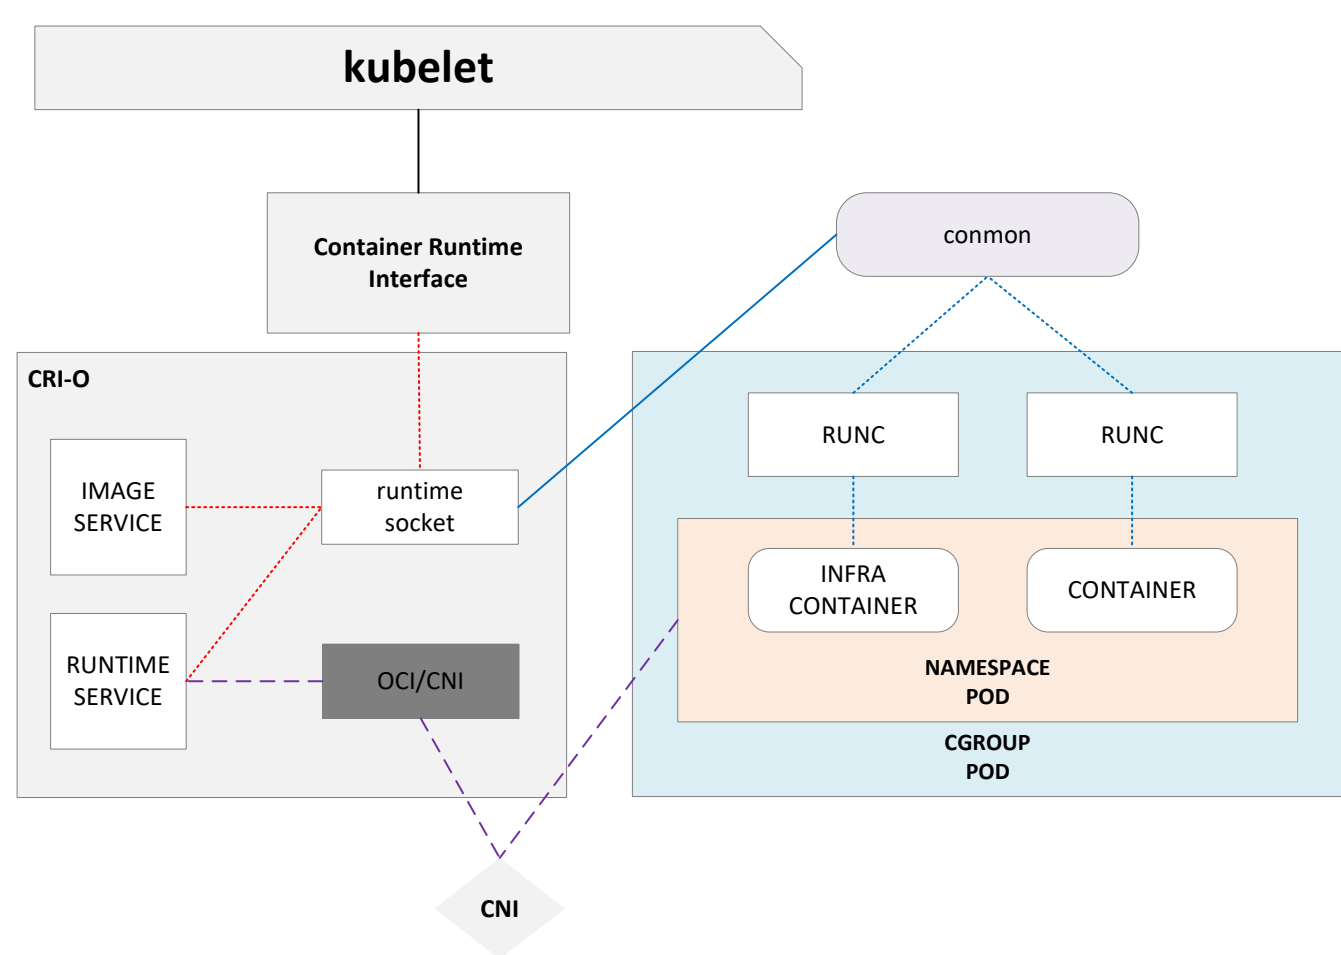 kubelet
Container Runtime
Interface
conmon
CRI-O
IMAGE
SERVICE
runtime
socket
RUNTIME
SERVICE
OCI/CNI
RUNC
RUNC
INFRA
CONTAINER
CONTAINER
NAMESPACE
POD
CGROUP
POD
CNI